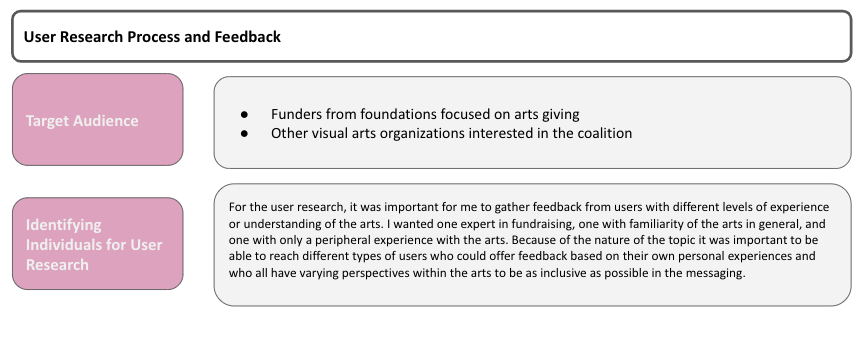 User Research Process and Feedback
Target Audience
● Funders from foundations focused on arts giving
● Other visual arts organizations interested in the coalition
Identifying
Individuals for User
Research
For the user research, it was important for me to gather feedback from users with different levels of experience
or understanding of the arts. I wanted one expert in fundraising, one with familiarity of the arts in general, and
one with only a peripheral experience with the arts. Because of the nature of the topic it was important to be
able to reach different types of users who could offer feedback based on their own personal experiences and
who all have varying perspectives within the arts to be as inclusive as possible in the messaging.